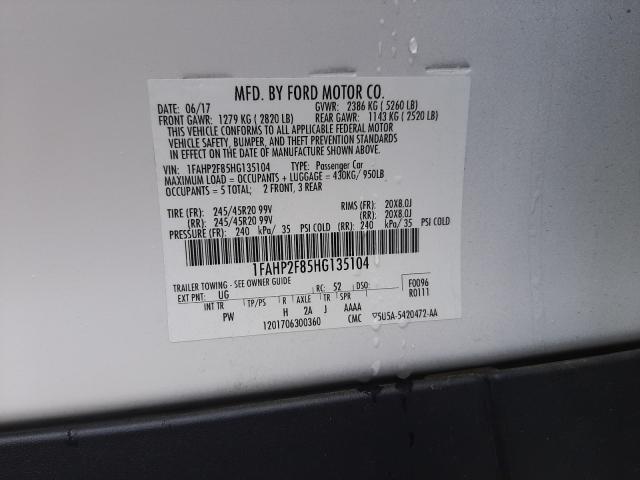 MFD. BY FORD MOTOR CO.
DATE: 06/17 GVWR: 2386 KG ( 5260 LB)
FRONT GAWR: 1279 KG ( 2820 LB) REAR GAWR: 1143 KG ( 2520 LB)
THIS VEHICLE CONFORMS TO ALL APPLICABLE FEDERAL MOTOR
VEHICLE SAFETY, BUMPER, AND THEFT PREVENTION STANDARDS
IN EFFECT ON THE DATE OF MANUFACTURE SHOWN ABOVE.
VIN: 1FAHP2F85HG135104 TYPE: Passenger Car
MAXIMUM LOAD = OCCUPANTS + LUGGAGE = 430KG/ 950LB
OCCUPANTS = 5 TOTAL; 2 FRONT, 3 REAR
TIRE (FR): 245/45R20 99V RIMS (FR): 20X8.0J
(RR): 245/45R20 99V (RR): 20X8.0J
PRESSURE (FR): 240 kPa/ 35 PSI COLD (RR): 240 kPa/ 35 PSI COLD
1FAHP2F85HG135104
TRAILER TOWING - SEE OWNER GUIDE
EXT PNT: UG RC: 52 DSO: F0096
INT TR TP/PS R AXLE TR SPR R0111
PW H 2A J AAAA
1201706300360 CMC 5U5A-5420472-AA